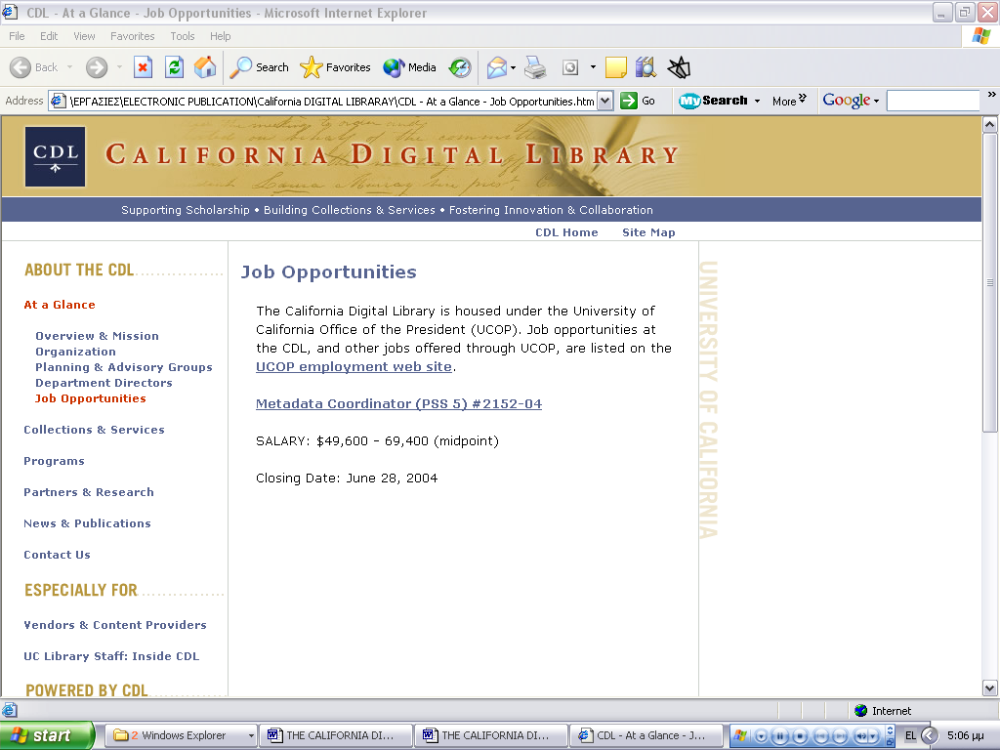 CDL - At a Glance - Job Opportunities - Microsoft Internet Explorer
File Edit View Favorites Tools Help
Back Search Favorites Media
Address \ΕΡΓΑΣΙΕΣ\ELECTRONIC PUBLICATION\California DIGITAL LIBRARAY\CDL - At a Glance - Job Opportunities.htm Go My Search More » Google »
CDL CALIFORNIA DIGITAL LIBRARY
Supporting Scholarship • Building Collections & Services • Fostering Innovation & Collaboration
CDL Home Site Map
ABOUT THE CDL
At a Glance
Overview & Mission
Organization
Planning & Advisory Groups
Department Directors
Job Opportunities
Collections & Services
Programs
Partners & Research
News & Publications
Contact Us
ESPECIALLY FOR
Vendors & Content Providers
UC Library Staff: Inside CDL
POWERED BY CDL
Job Opportunities
The California Digital Library is housed under the University of
California Office of the President (UCOP). Job opportunities at
the CDL, and other jobs offered through UCOP, are listed on the
UCOP employment web site.
Metadata Coordinator (PSS 5) #2152-04
SALARY: $49,600 - 69,400 (midpoint)
Closing Date: June 28, 2004
UNIVERSITY OF CALIFORNIA
Internet
start 2 Windows Explorer THE CALIFORNIA DI... THE CALIFORNIA DI... CDL - At a Glance - J... EL 5:06 μμ